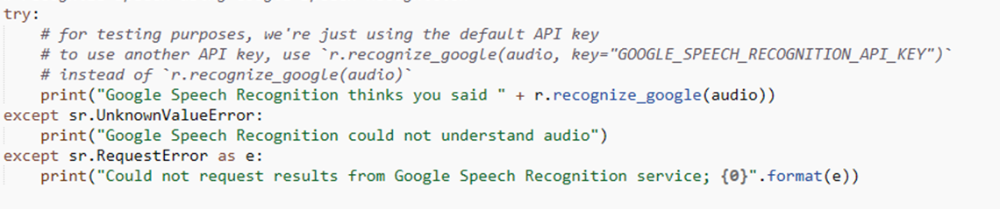 try:
    # for testing purposes, we're just using the default API key
    # to use another API key, use `r.recognize_google(audio, key="GOOGLE_SPEECH_RECOGNITION_API_KEY")`
    # instead of `r.recognize_google(audio)`
    print("Google Speech Recognition thinks you said " + r.recognize_google(audio))
except sr.UnknownValueError:
    print("Google Speech Recognition could not understand audio")
except sr.RequestError as e:
    print("Could not request results from Google Speech Recognition service; {0}".format(e))